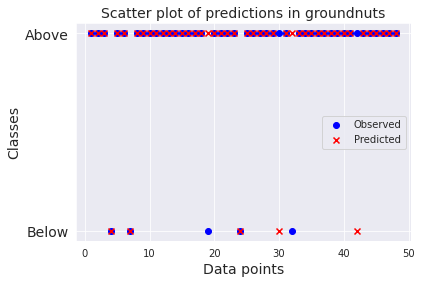 Scatter plot of predictions in groundnuts
Above
Classes
Observed
Predicted
Below
0 10 20 30 40 50
Data points